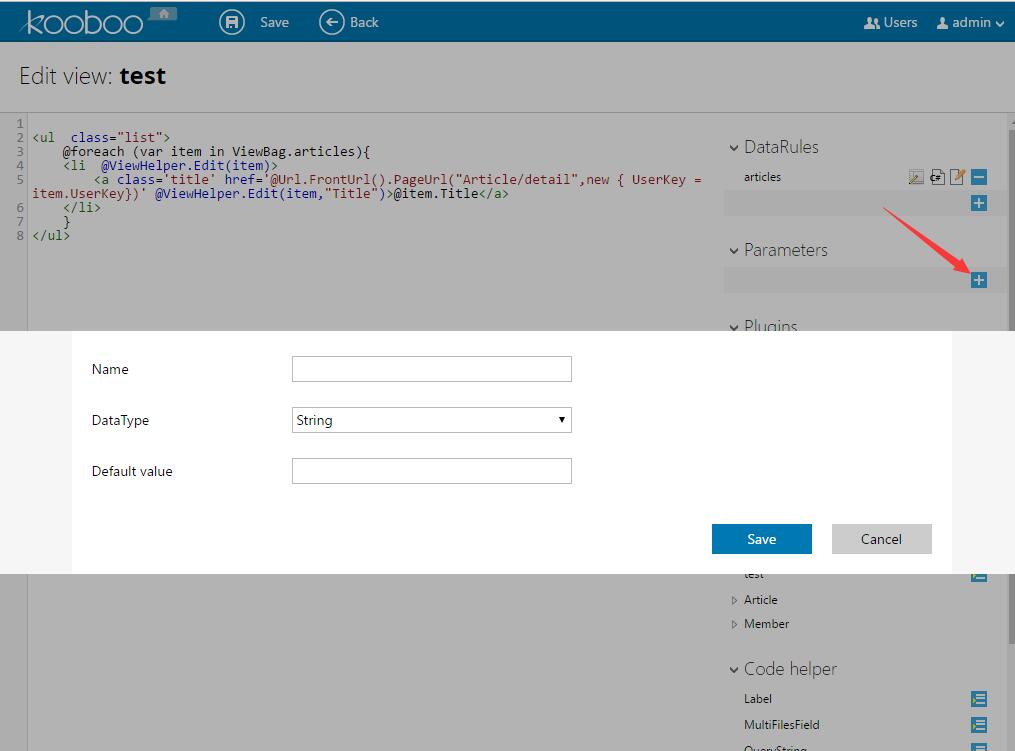 kooboo
Save
Back
Users
admin
Edit view: test
1
2 <ul  class="list">
3 @foreach (var item in ViewBag.articles){
4 <li  @ViewHelper.Edit(item)>
5 <a class='title' href='@Url.FrontUrl().PageUrl("Article/detail",new { UserKey =
item.UserKey})' @ViewHelper.Edit(item,"Title")>@item.Title</a>
6 </li>
7 }
8 </ul>
DataRules
articles
C#
Parameters
Plugins
Name
DataType
String
Default value
Save
Cancel
test
Article
Member
Code helper
Label
MultiFilesField
QueryString